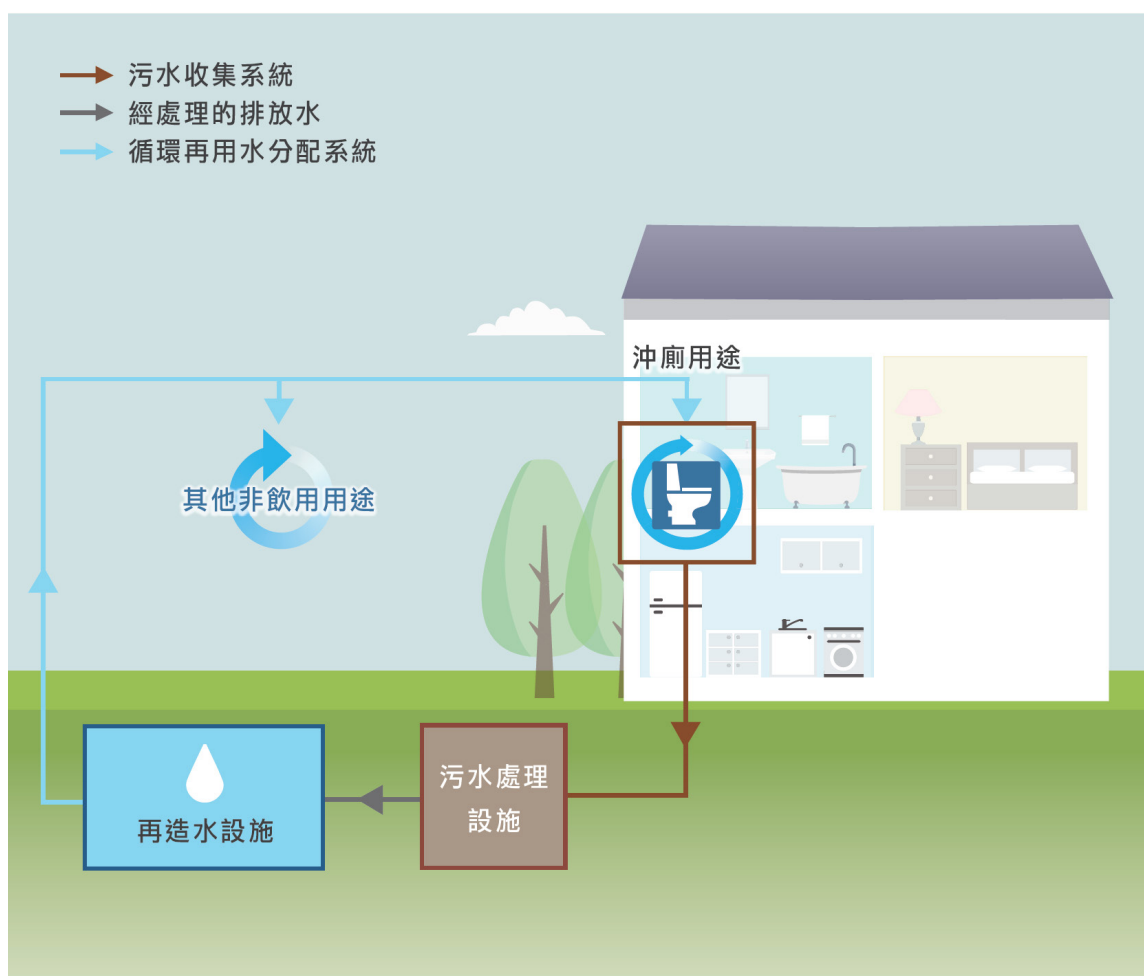 污水收集系統
經處理的排放水
循環再用水分配系統
沖廁用途
其他非飲用用途
污水處理
設施
再造水設施